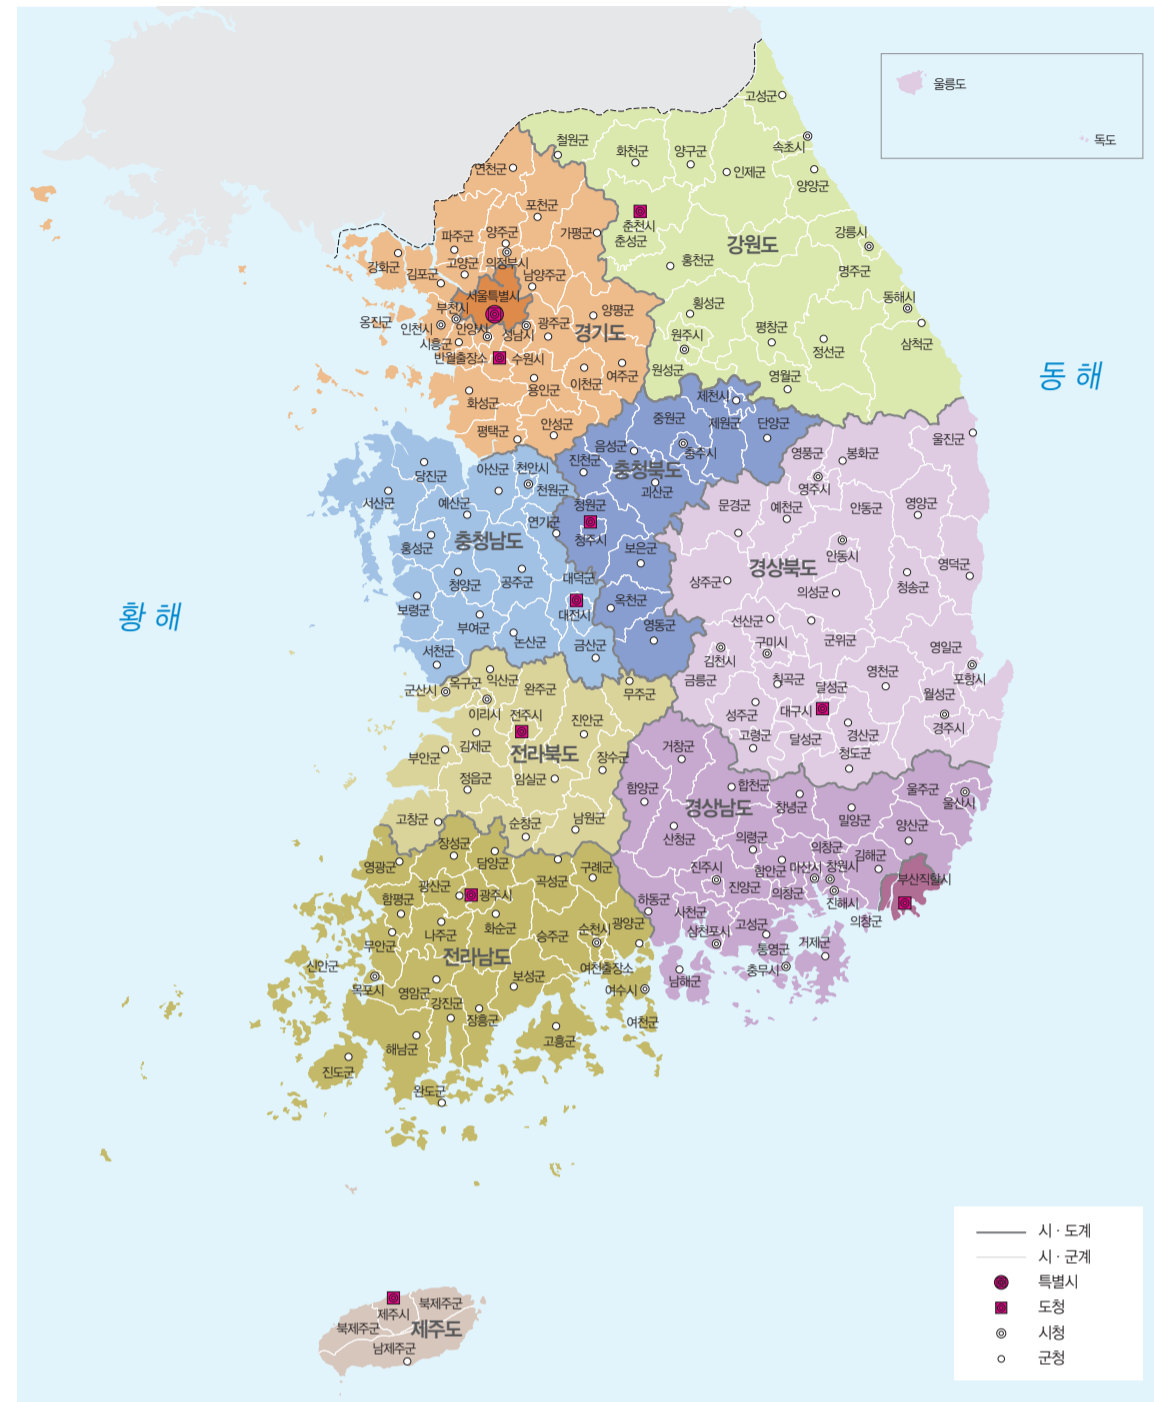 고성군
울릉도
독도
철원군
속초시
화천군
양구군
인제군
양양군
연천군
포천군
춘천시
춘성군
가평군
강원도
강릉시
파주군
양주군
고양군
의정부시
강화군
김포군
남양주군
홍천군
명주군
서울특별시
동해시
부천시
옹진군
인천시
안양시
성남시
광주군
양평군
경기도
횡성군
원주시
평창군
정선군
삼척군
시흥군
반월출장소
수원시
원성군
영월군
동해
화성군
용인군
이천군
여주군
평택군
안성군
제천시
중원군
제원군
단양군
음성군
충주시
진천군
충청북도
괴산군
울진군
영풍군
봉화군
영주시
당진군
아산군
천안시
천원군
서산군
예산군
청원군
청주시
연기군
문경군
예천군
안동군
영양군
홍성군
충청남도
보은군
안동시
경상북도
영덕군
청양군
공주군
대덕군
상주군
의성군
청송군
보령군
대전시
옥천군
황해
부여군
논산군
영동군
선산군
구미시
군위군
영일군
서천군
금산군
김천시
포항시
군산시
옥구군
익산군
완주군
무주군
금릉군
칠곡군
달성군
영천군
월성군
이리시
전주시
진안군
성주군
대구시
경주시
김제군
전라북도
고령군
달성군
경산군
청도군
부안군
장수군
거창군
정읍군
임실군
함양군
합천군
경상남도
창녕군
울주군
울산시
밀양군
고창군
순창군
남원군
산청군
의령군
양산군
장성군
의창군
김해군
영광군
담양군
곡성군
구례군
진주시
함안군
마산시
창원시
부산직할시
광산군
광주시
진양군
의창군
진해시
함평군
하동군
사천군
의창군
나주군
화순군
승주군
순천시
광양군
삼천포시
고성군
무안군
전라남도
통영군
거제군
신안군
여천출장소
충무시
목포시
영암군
보성군
남해군
강진군
여수시
장흥군
여천군
해남군
고흥군
진도군
완도군
시·도계
시·군계
특별시
도청
시청
군청
북제주군
제주시
북제주군
제주도
남제주군